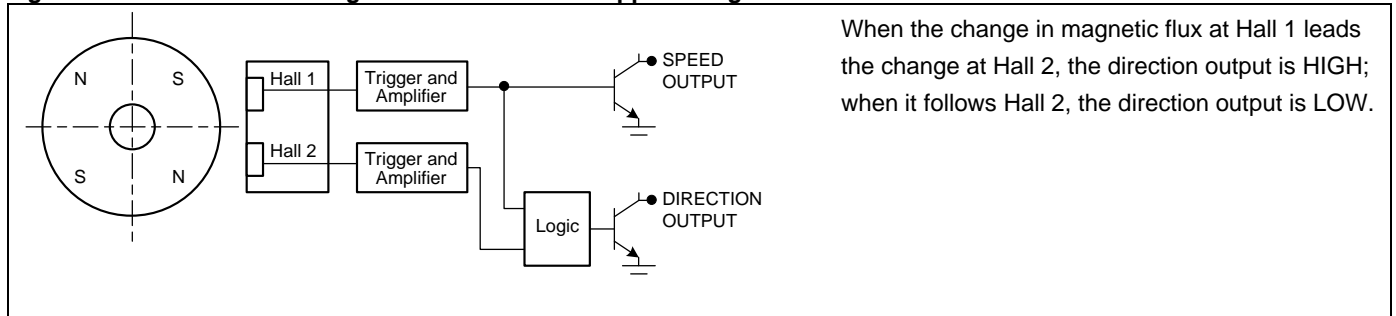 When the change in magnetic flux at Hall 1 leads
the change at Hall 2, the direction output is HIGH;
when it follows Hall 2, the direction output is LOW.
N
S
S
N
Hall 1
Hall 2
Trigger and
Amplifier
Trigger and
Amplifier
Logic
SPEED
OUTPUT
DIRECTION
OUTPUT